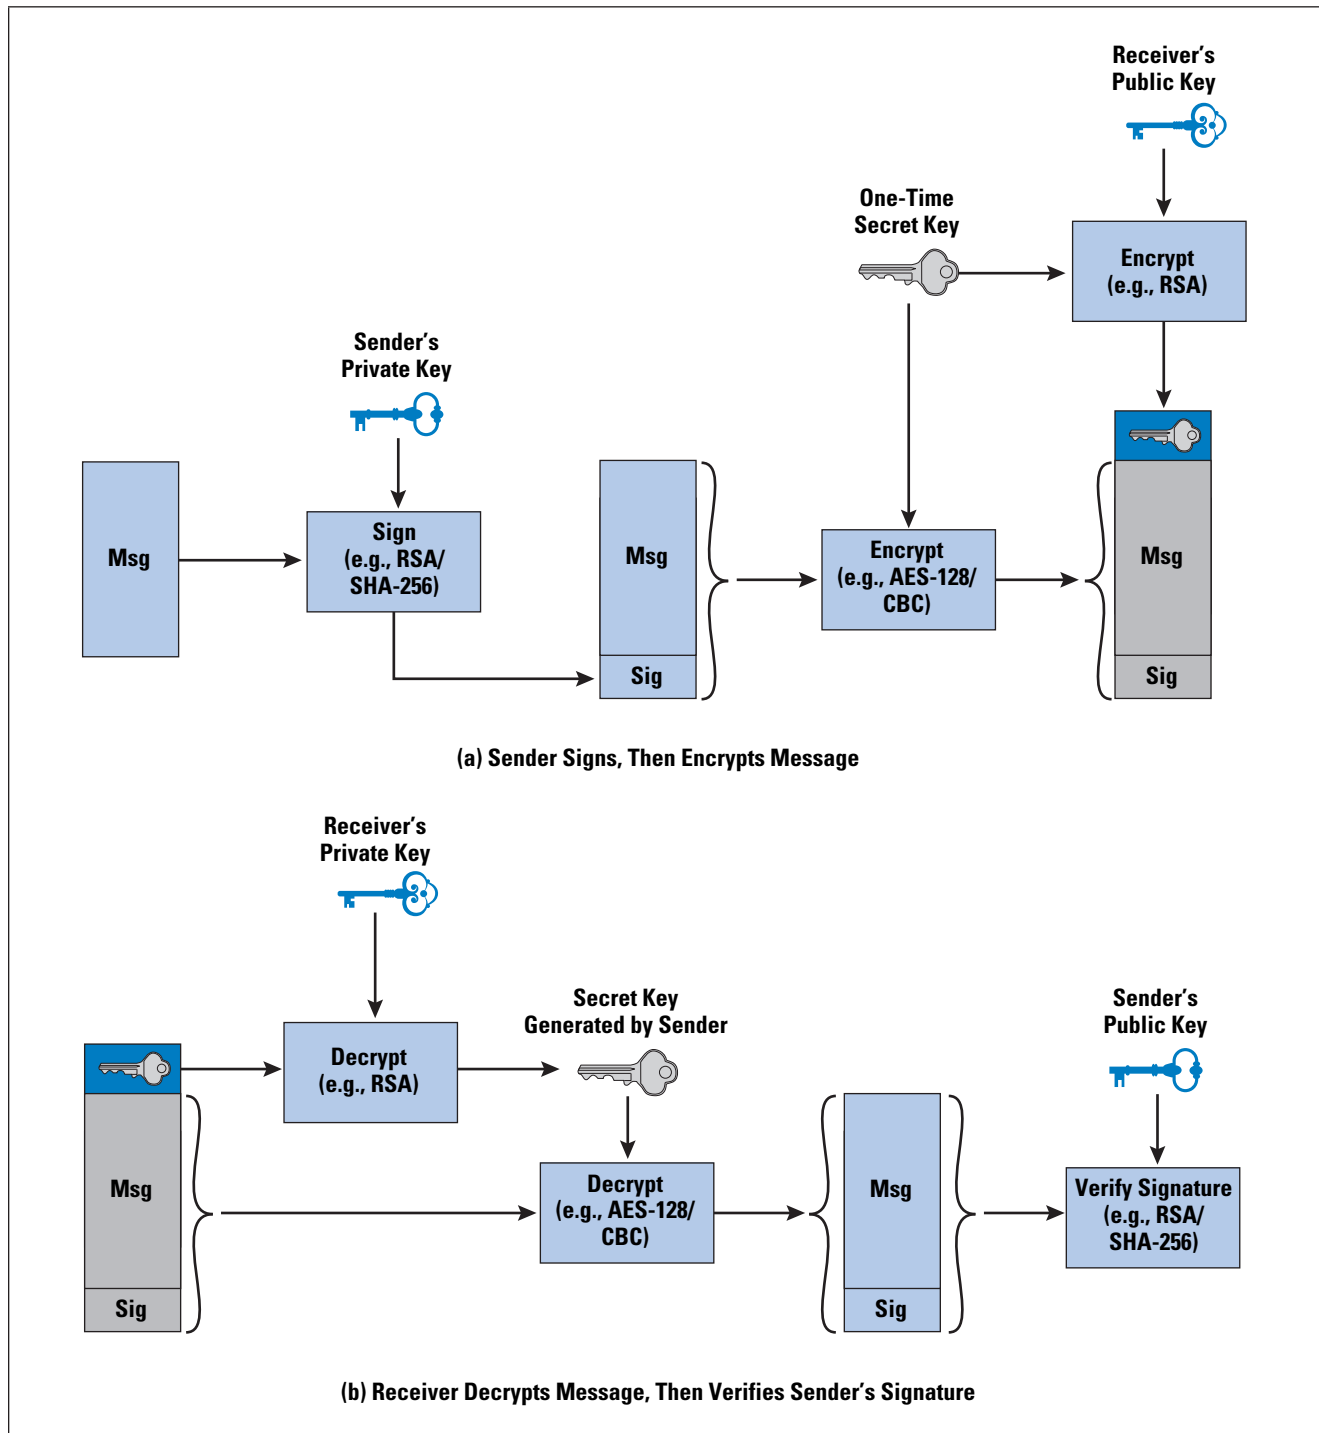 Receiver's
Public Key
One-Time
Secret Key
Encrypt
(e.g., RSA)
Sender's
Private Key
Msg
Sign
(e.g., RSA/
SHA-256)
Msg
Sig
Encrypt
(e.g., AES-128/
CBC)
Msg
Sig
(a) Sender Signs, Then Encrypts Message
Receiver's
Private Key
Decrypt
(e.g., RSA)
Secret Key
Generated by Sender
Sender's
Public Key
Msg
Sig
Decrypt
(e.g., AES-128/
CBC)
Msg
Sig
Verify Signature
(e.g., RSA/
SHA-256)
(b) Receiver Decrypts Message, Then Verifies Sender's Signature